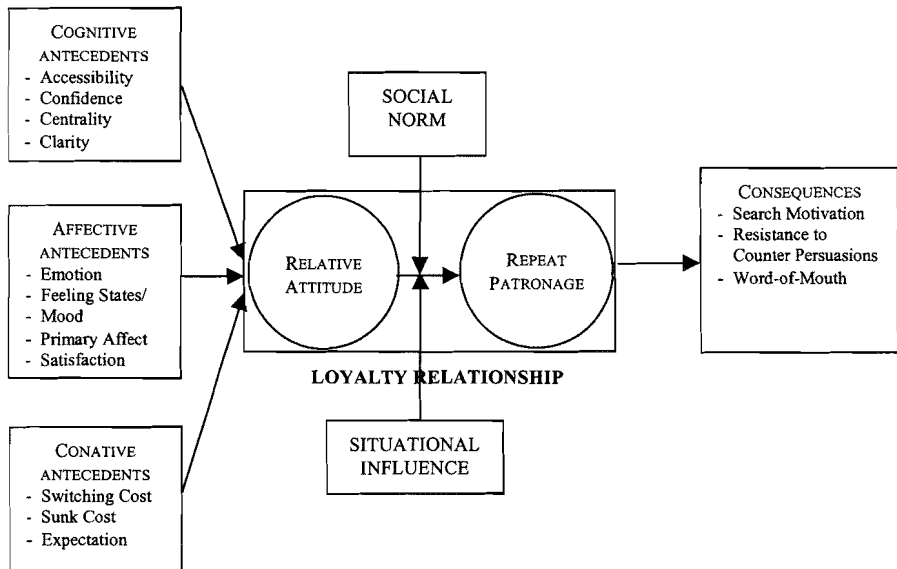 COGNITIVE
ANTECEDENTS
- Accessibility
- Confidence
- Centrality
- Clarity
AFFECTIVE
ANTECEDENTS
- Emotion
- Feeling States/
- Mood
- Primary Affect
- Satisfaction
CONATIVE
ANTECEDENTS
- Switching Cost
- Sunk Cost
- Expectation
SOCIAL
NORM
RELATIVE
ATTITUDE
REPEAT
PATRONAGE
LOYALTY RELATIONSHIP
SITUATIONAL
INFLUENCE
CONSEQUENCES
- Search Motivation
- Resistance to
Counter Persuasions
- Word-of-Mouth